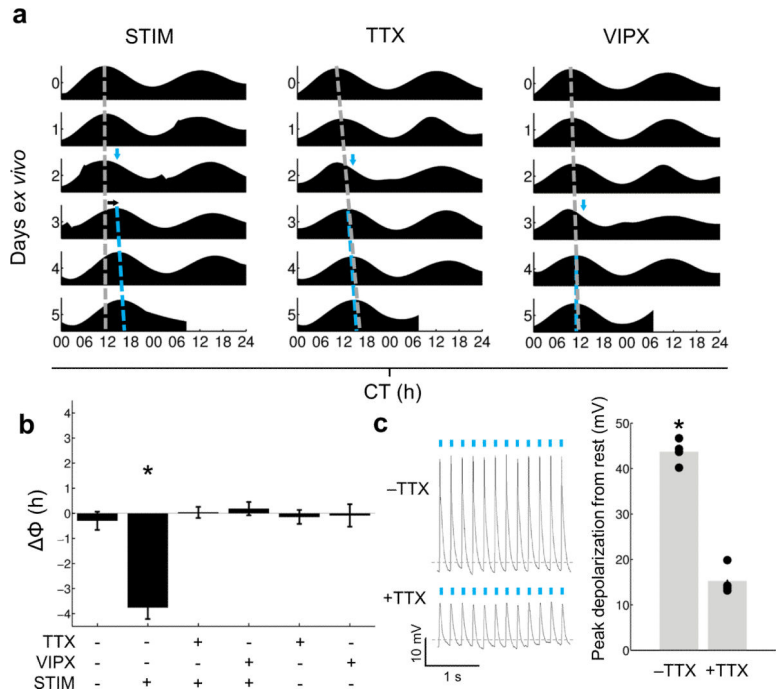 a
STIM TTX VIPX
Days ex vivo
0 0 0
1 1 1
2 2 2
3 3 3
4 4 4
5 5 5
00 06 12 18 00 06 12 18 24 00 06 12 18 00 06 12 18 24 00 06 12 18 00 06 12 18 24
CT (h)
b
ΔΦ (h)
4
3
2
1
0
−1
−2
−3
−4
*
TTX - - + - + -
VIPX - - - + - +
STIM - + + + - -
c
−TTX
+TTX
10 mV
1 s
Peak depolarization from rest (mV)
50
40
30
20
10
0
*
−TTX +TTX